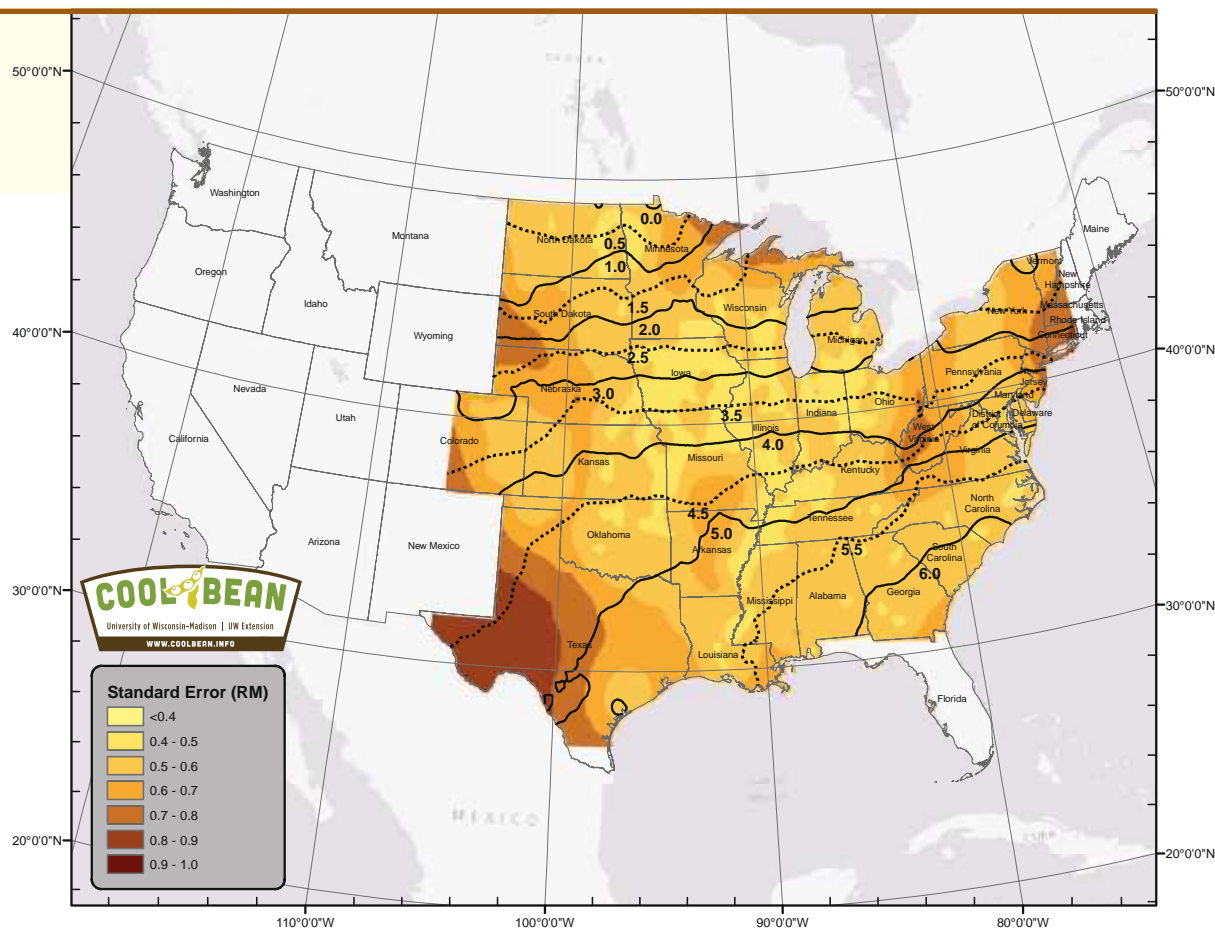 50°0'0"N
50°0'0"N
40°0'0"N
40°0'0"N
30°0'0"N
30°0'0"N
20°0'0"N
20°0'0"N
110°0'0"W
100°0'0"W
90°0'0"W
80°0'0"W
Washington
Montana
Oregon
Idaho
Wyoming
Nevada
Utah
California
Colorado
Arizona
New Mexico
North Dakota
Minnesota
South Dakota
Wisconsin
Michigan
Iowa
Nebraska
Illinois
Indiana
Ohio
Kansas
Missouri
Kentucky
West
Virginia
Virginia
Oklahoma
Arkansas
Tennessee
North
Carolina
South
Carolina
Texas
Louisiana
Mississippi
Alabama
Georgia
Florida
Maine
Vermont
New
Hampshire
Massachusetts
Rhode Island
Connecticut
New York
Pennsylvania
New
Jersey
Maryland
Delaware
District
of Columbia
0.0
0.5
1.0
1.5
2.0
2.5
3.0
3.5
4.0
4.5
5.0
5.5
6.0
MEXICO
COOL BEAN
University of Wisconsin-Madison | UW Extension
WWW.COOLBEAN.INFO
Standard Error (RM)
<0.4
0.4 - 0.5
0.5 - 0.6
0.6 - 0.7
0.7 - 0.8
0.8 - 0.9
0.9 - 1.0